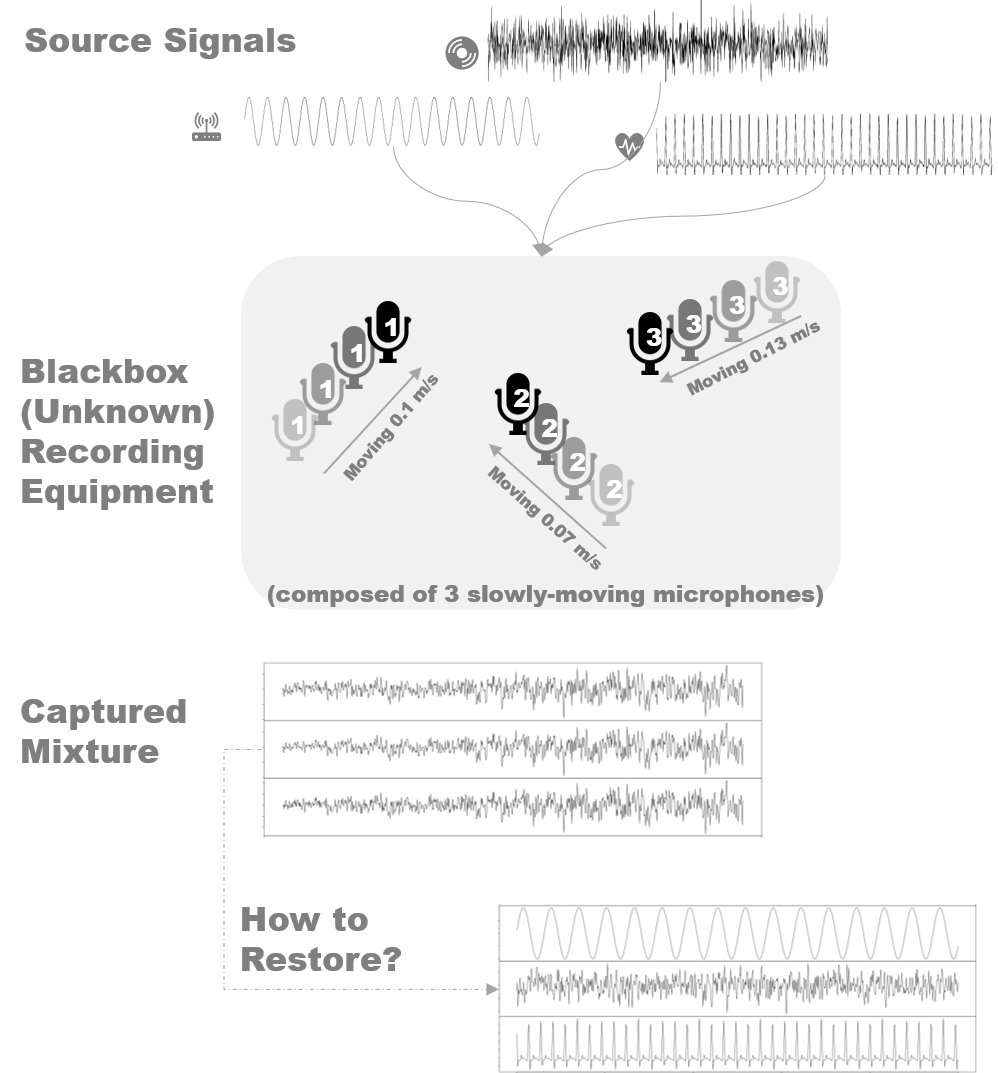 Source Signals
1
1
1
1
Moving 0.1 m/s
2
2
2
2
Moving 0.07 m/s
3
3
3
3
Moving 0.13 m/s
Blackbox
(Unknown)
Recording
Equipment
(composed of 3 slowly-moving microphones)
Captured
Mixture
How to
Restore?